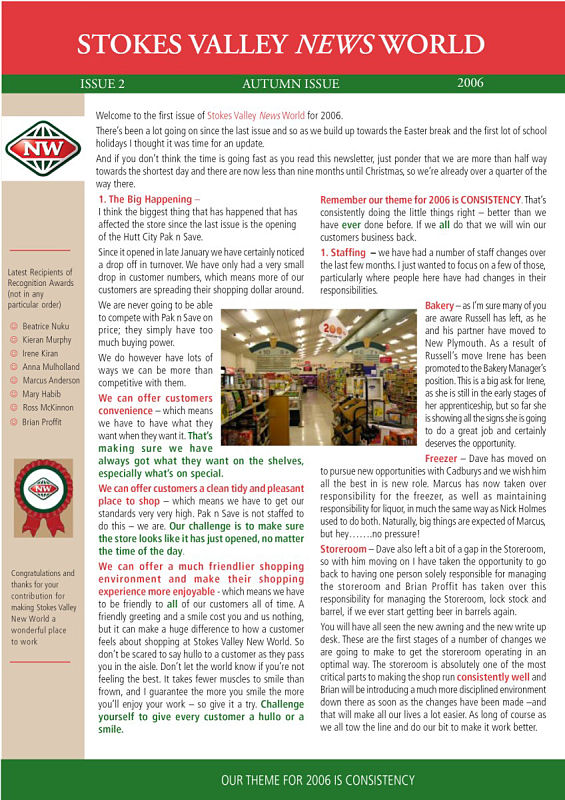 STOKES VALLEY NEWS WORLD
ISSUE 2
AUTUMN ISSUE
2006
NW
Latest Recipients of
Recognition Awards
(not in any
particular order)
Beatrice Nuku
Kieran Murphy
Irene Kiran
Anna Mulholland
Marcus Anderson
Mary Habib
Ross McKinnon
Brian Proffit
NW
Congratulations and
thanks for your
contribution for
making Stokes Valley
New World a
wonderful place
to work
Welcome to the first issue of Stokes Valley News World for 2006.
There's been a lot going on since the last issue and so as we build up towards the Easter break and the first lot of school
holidays I thought it was time for an update.
And if you don't think the time is going fast as you read this newsletter, just ponder that we are more than half way
towards the shortest day and there are now less than nine months until Christmas, so we're already over a quarter of the
way there.
1. The Big Happening –
I think the biggest thing that has happened that has
affected the store since the last issue is the opening
of the Hutt City Pak n Save.
Since it opened in late January we have certainly noticed
a drop off in turnover. We have only had a very small
drop in customer numbers, which means more of our
customers are spreading their shopping dollar around.
We are never going to be able
to compete with Pak n Save on
price; they simply have too
much buying power.
We do however have lots of
ways we can be more than
competitive with them.
We can offer customers
convenience – which means
we have to have what they
want when they want it. That's
making sure we have
always got what they want on the shelves,
especially what's on special.
We can offer customers a clean tidy and pleasant
place to shop – which means we have to get our
standards very very high. Pak n Save is not staffed to
do this – we are. Our challenge is to make sure
the store looks like it has just opened, no matter
the time of the day.
We can offer a much friendlier shopping
environment and make their shopping
experience more enjoyable - which means we have
to be friendly to all of our customers all of time. A
friendly greeting and a smile cost you and us nothing,
but it can make a huge difference to how a customer
feels about shopping at Stokes Valley New World. So
don't be scared to say hullo to a customer as they pass
you in the aisle. Don't let the world know if you're not
feeling the best. It takes fewer muscles to smile than
frown, and I guarantee the more you smile the more
you'll enjoy your work – so give it a try. Challenge
yourself to give every customer a hullo or a
smile.
Remember our theme for 2006 is CONSISTENCY. That's
consistently doing the little things right – better than we
have ever done before. If we all do that we will win our
customers business back.
1. Staffing – we have had a number of staff changes over
the last few months. I just wanted to focus on a few of those,
particularly where people here have had changes in their
responsibilities.
Bakery – as I'm sure many of you
are aware Russell has left, as he
and his partner have moved to
New Plymouth. As a result of
Russell's move Irene has been
promoted to the Bakery Manager's
position. This is a big ask for Irene,
as she is still in the early stages of
her apprenticeship, but so far she
is showing all the signs she is going
to do a great job and certainly
deserves the opportunity.
Freezer – Dave has moved on
to pursue new opportunities with Cadburys and we wish him
all the best in is new role. Marcus has now taken over
responsibility for the freezer, as well as maintaining
responsibility for liquor, in much the same way as Nick Holmes
used to do both. Naturally, big things are expected of Marcus,
but hey…….no pressure!
Storeroom – Dave also left a bit of a gap in the Storeroom,
so with him moving on I have taken the opportunity to go
back to having one person solely responsible for managing
the storeroom and Brian Proffit has taken over this
responsibility for managing the Storeroom, lock stock and
barrel, if we ever start getting beer in barrels again.
You will have all seen the new awning and the new write up
desk. These are the first stages of a number of changes we
are going to make to get the storeroom operating in an
optimal way. The storeroom is absolutely one of the most
critical parts to making the shop run consistently well and
Brian will be introducing a much more disciplined environment
down there as soon as the changes have been made –and
that will make all our lives a lot easier. As long of course as
we all tow the line and do our bit to make it work better.
OUR THEME FOR 2006 IS CONSISTENCY